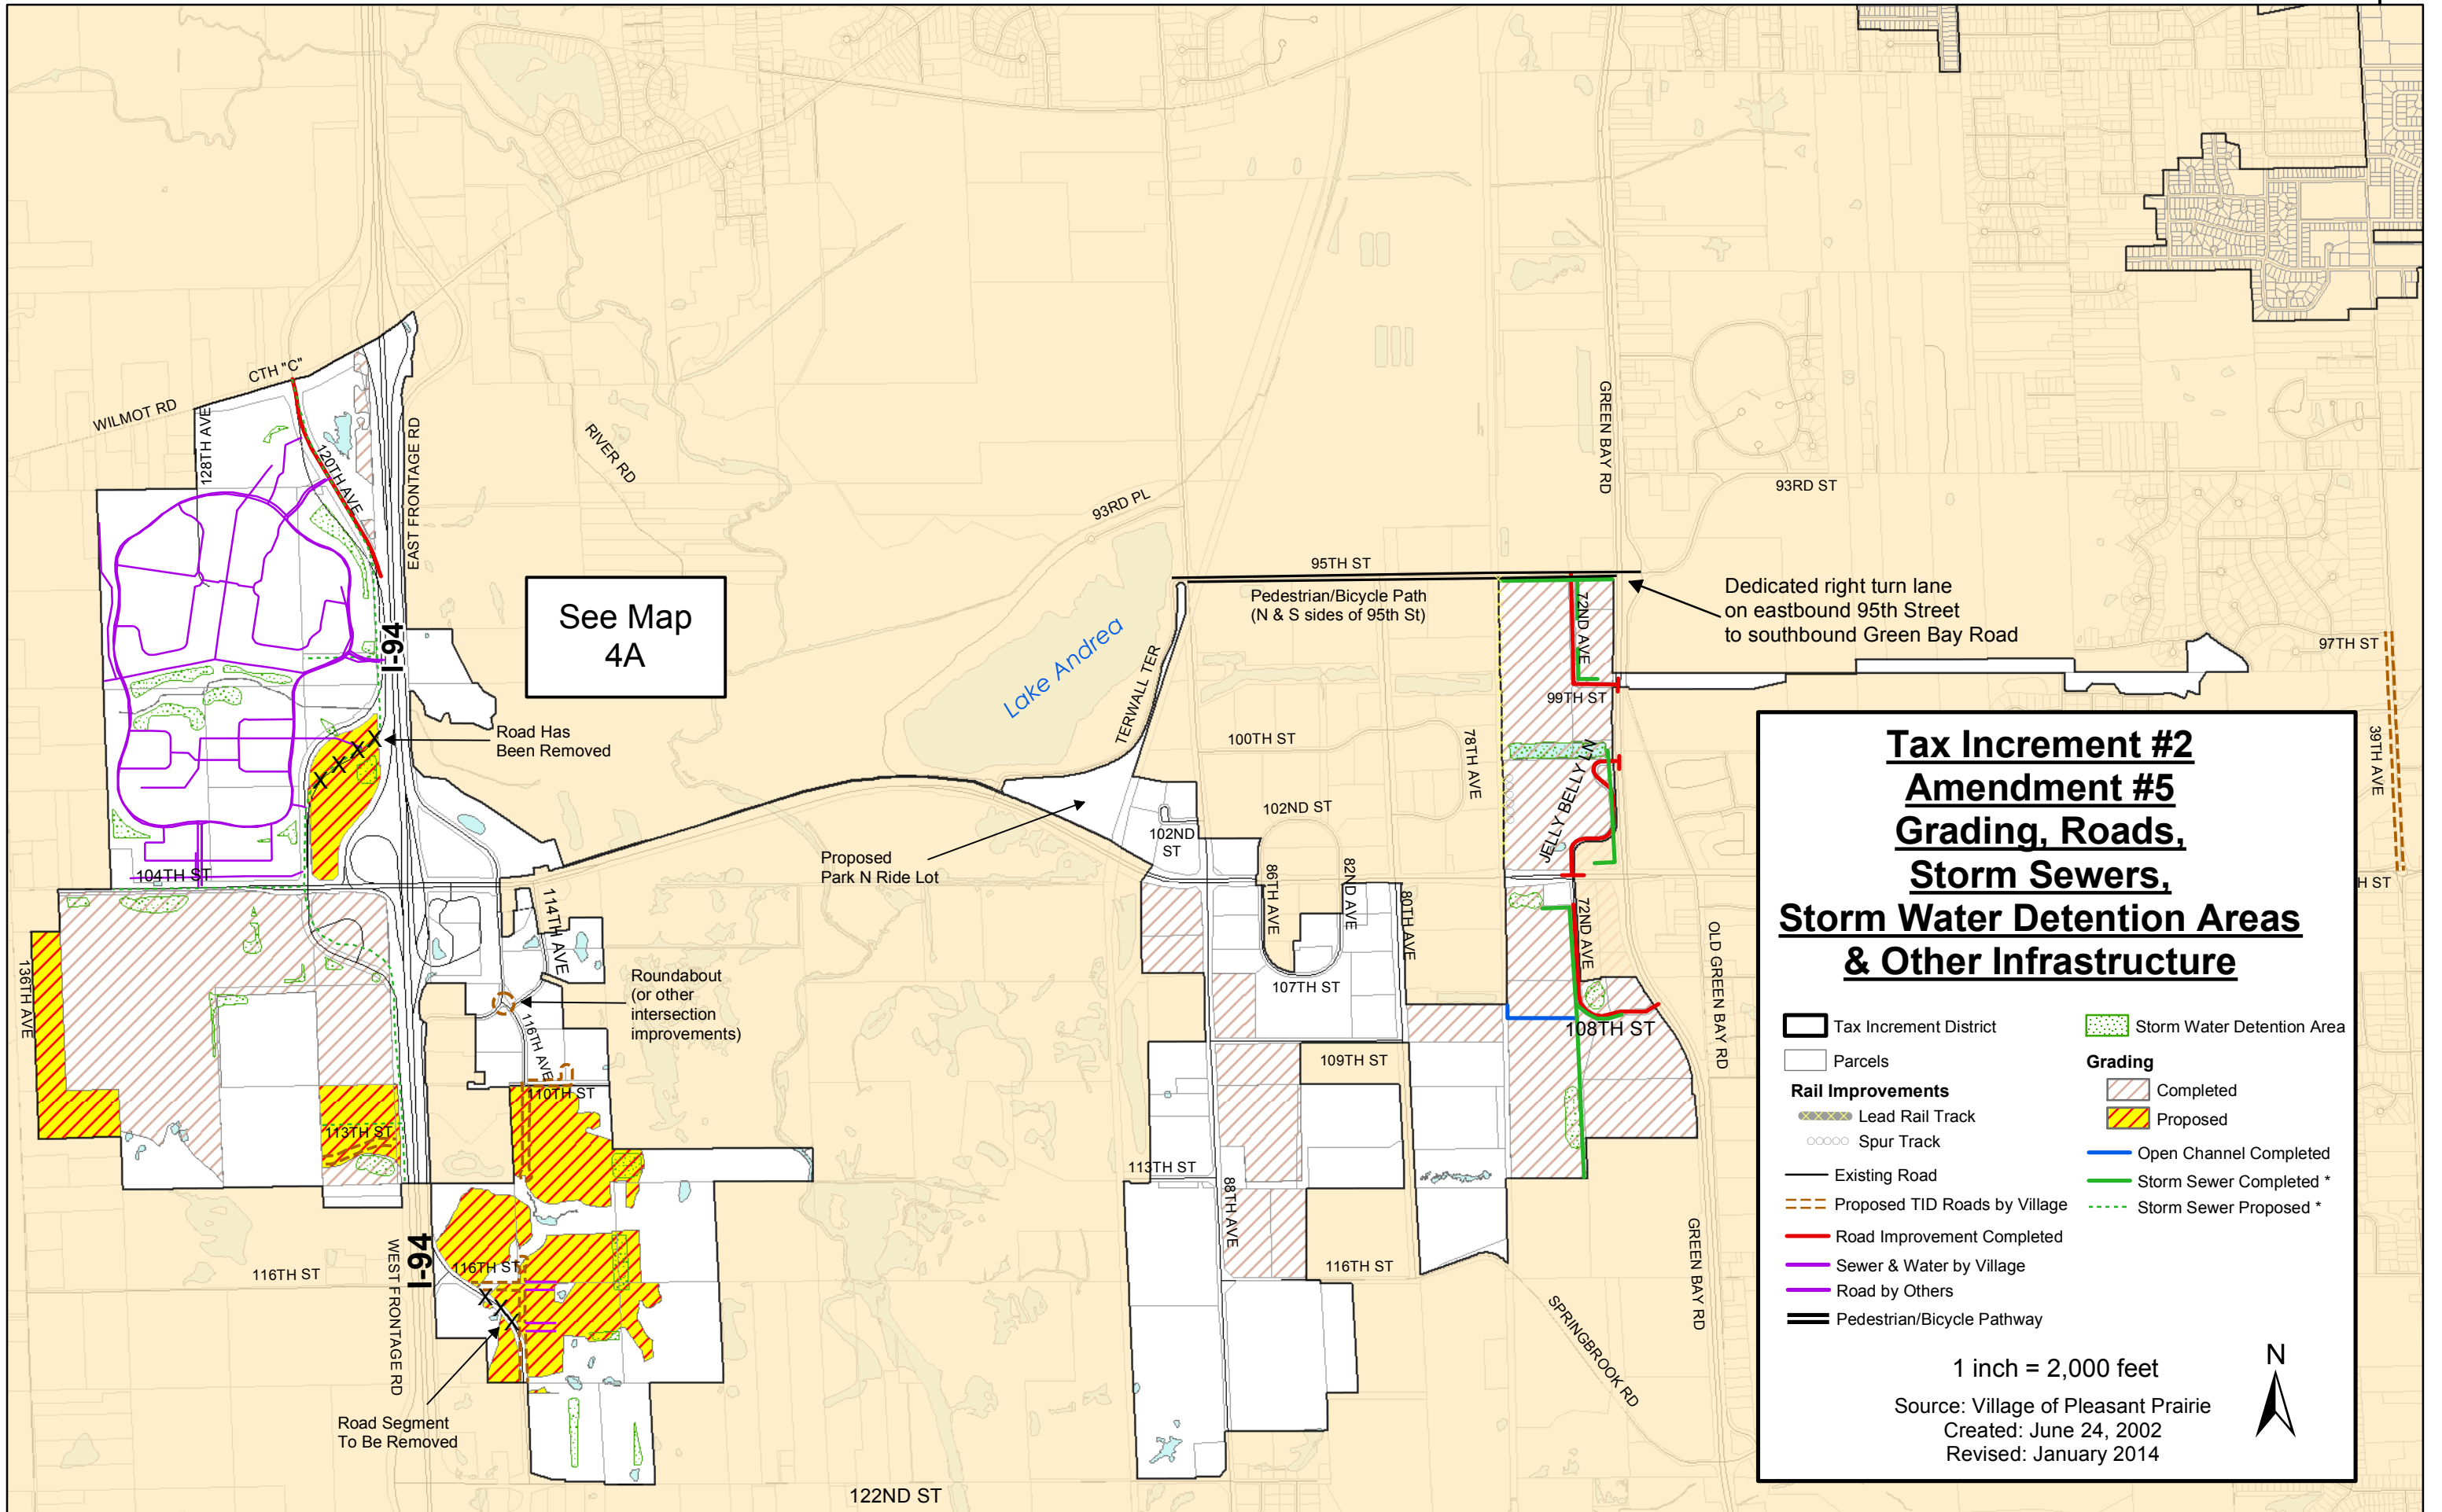 CTH "C"
WILMOT RD
128TH AVE
120TH AVE
EAST FRONTAGE RD
RIVER RD
GREEN BAY RD
93RD ST
93RD PL
I-94
See Map
4A
Lake Andrea
TERWALL TER
95TH ST
Pedestrian/Bicycle Path
(N & S sides of 95th St)
72ND AVE
Dedicated right turn lane
on eastbound 95th Street
to southbound Green Bay Road
97TH ST
39TH AVE
H ST
99TH ST
Road Has
Been Removed
X X X X
100TH ST
78TH AVE
JELLY BELLY LN
102ND ST
102ND
ST
Proposed
Park N Ride Lot
104TH ST
86TH AVE
82ND AVE
80TH AVE
72ND AVE
OLD GREEN BAY RD
114TH AVE
136TH AVE
Roundabout
(or other
intersection
improvements)
107TH ST
116TH AVE
108TH ST
109TH ST
110TH ST
113TH ST
113TH ST
88TH AVE
GREEN BAY RD
I-94
WEST FRONTAGE RD
116TH ST
116TH ST
116TH ST
X X X
SPRINGBROOK RD
Road Segment
To Be Removed
122ND ST
Tax Increment #2
Amendment #5
Grading, Roads,
Storm Sewers,
Storm Water Detention Areas
& Other Infrastructure
Tax Increment District
Parcels
Rail Improvements
Lead Rail Track
Spur Track
Existing Road
Proposed TID Roads by Village
Road Improvement Completed
Sewer & Water by Village
Road by Others
Pedestrian/Bicycle Pathway
Storm Water Detention Area
Grading
Completed
Proposed
Open Channel Completed
Storm Sewer Completed *
Storm Sewer Proposed *
1 inch = 2,000 feet
Source: Village of Pleasant Prairie
Created: June 24, 2002
Revised: January 2014
N